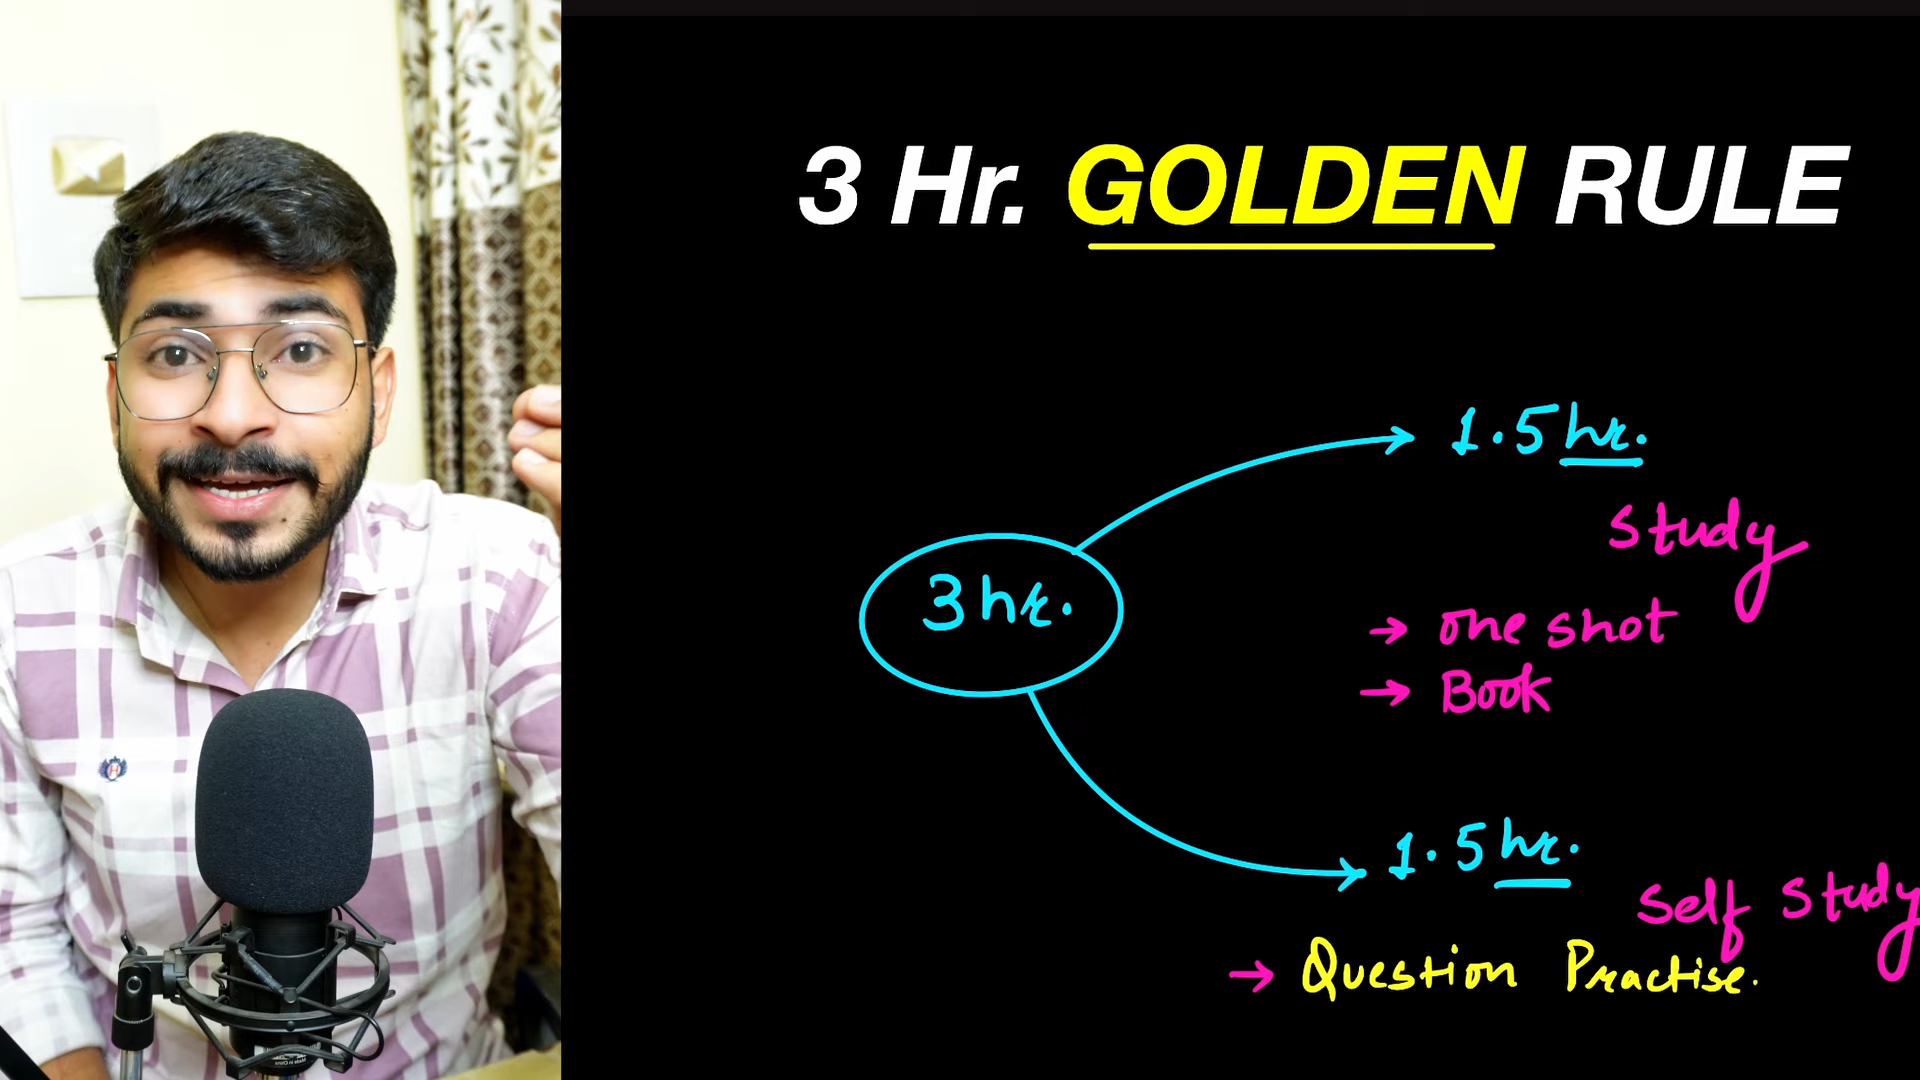 3 Hr. GOLDEN RULE
1.5 hr.
Study
→ one shot
→ Book
3 hr.
1.5 hr.
Self Study
→ Question Practise.